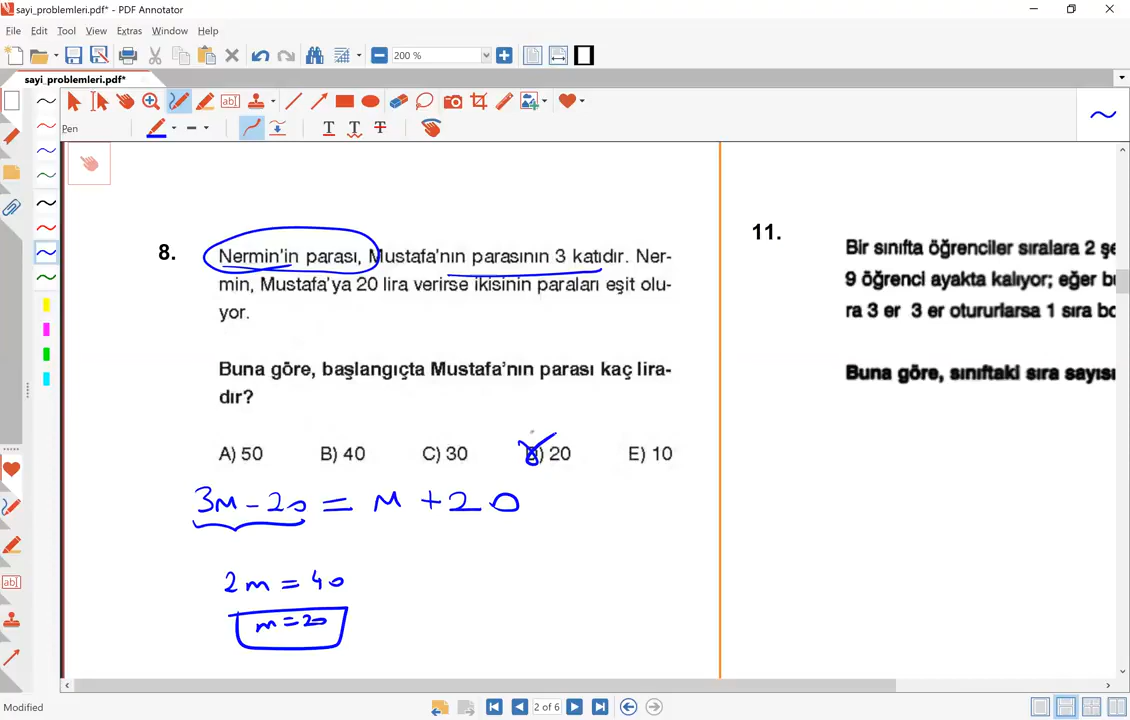 sayi_problemleri.pdf* - PDF Annotator
File Edit Tool View Extras Window Help
200 %
sayi_problemleri.pdf*
Pen
8.
Nermin'in parası, Mustafa'nın parasının 3 katıdır. Ner-
min, Mustafa'ya 20 lira verirse ikisinin paraları eşit olu-
yor.
Buna göre, başlangıçta Mustafa'nın parası kaç lira-
dır?
A) 50 B) 40 C) 30 D) 20 E) 10
3M - 20 = M + 20
2m = 40
m = 20
11.
Bir sınıfta öğrenciler sıralara 2 şe
9 öğrenci ayakta kalıyor; eğer bu
ra 3 er 3 er otururlarsa 1 sıra bo
Buna göre, sınıftaki sıra sayısı
Modified
2 of 6